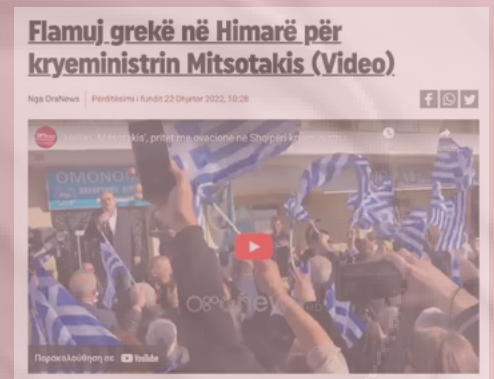 Flamuj grekë në Himarë për
kryeministrin Mitsotakis (Video)
Nga OraNews | Përditësimi i fundit 22 Dhjetor 2022, 10:28
Mitsotakis', pritet me ovacione në Shqipëri
OMONOI
Παρακολούθηση σε YouTube